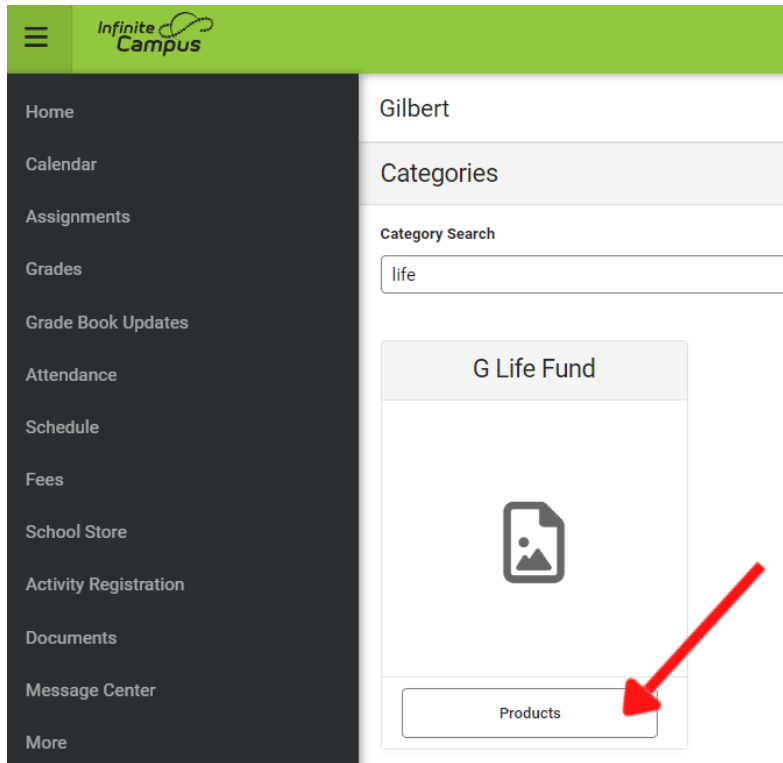 Infinite
Campus
Home
Calendar
Assignments
Grades
Grade Book Updates
Attendance
Schedule
Fees
School Store
Activity Registration
Documents
Message Center
More
Gilbert
Categories
Category Search
life
G Life Fund
Products